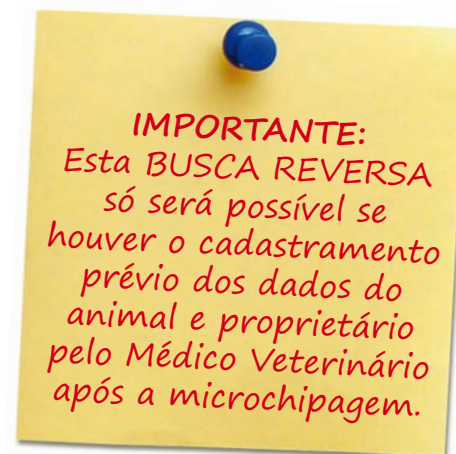 IMPORTANTE:
Esta BUSCA REVERSA
só será possível se
houver o cadastramento
prévio dos dados do
animal e proprietário
pelo Médico Veterinário
após a microchipagem.